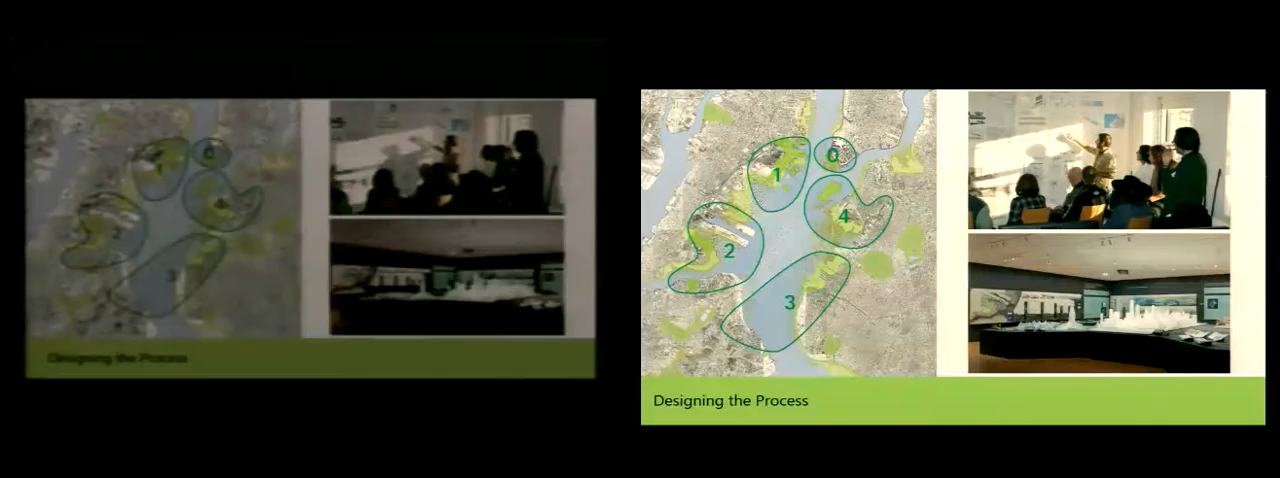 Designing the Process
0
1
4
2
3
Designing the Process